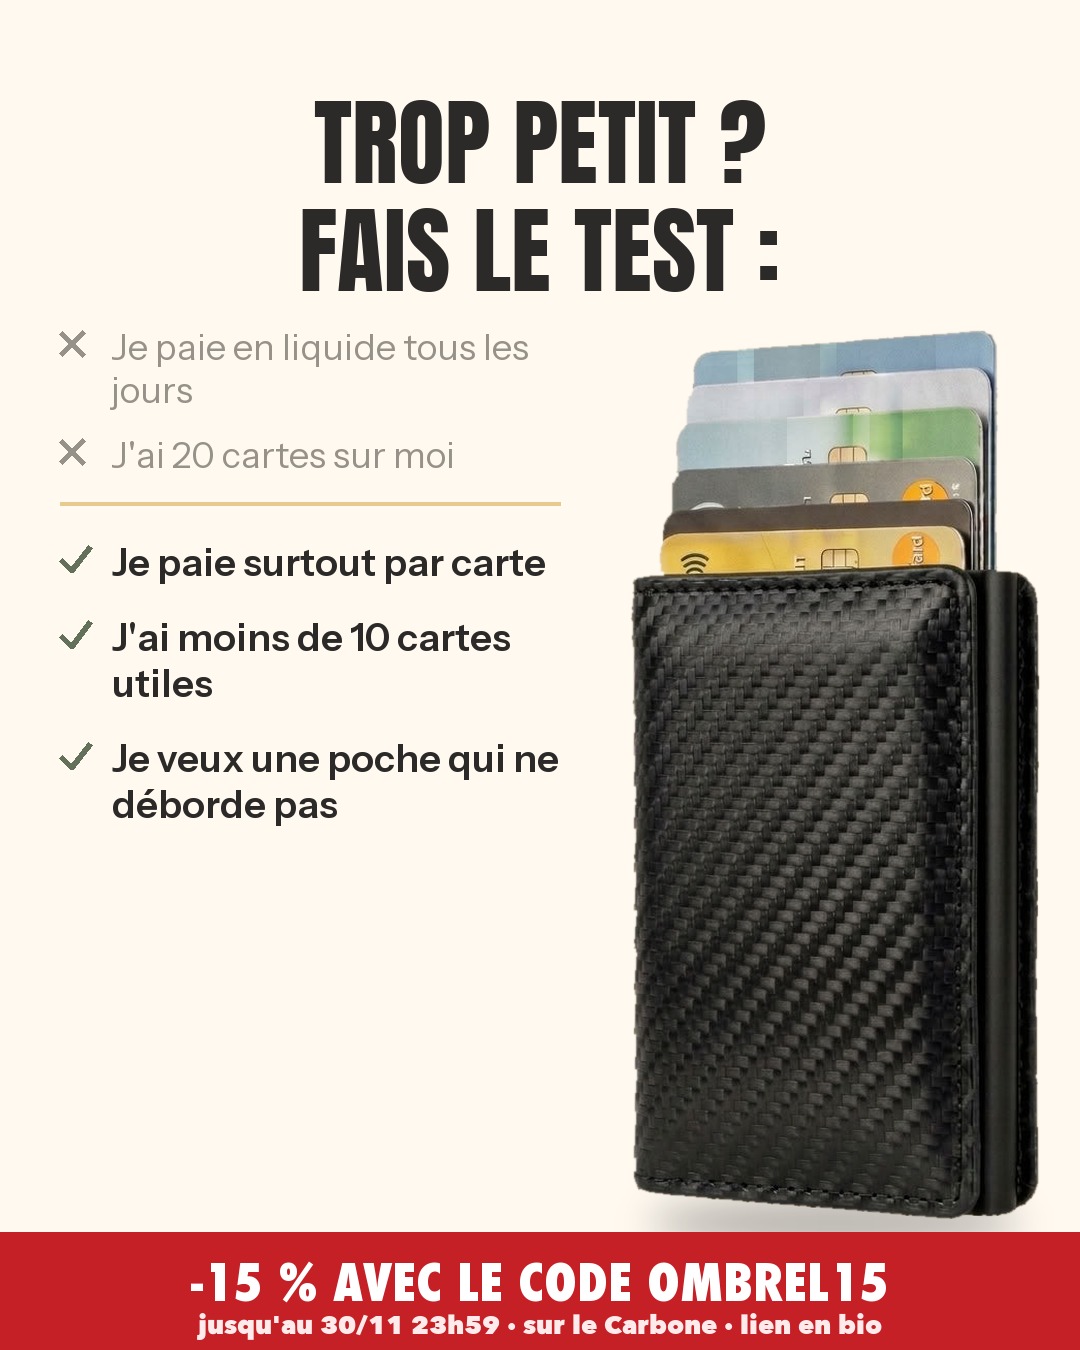 TROP PETIT ?
FAIS LE TEST :
Je paie en liquide tous les
jours
J'ai 20 cartes sur moi
Je paie surtout par carte
J'ai moins de 10 cartes
utiles
Je veux une poche qui ne
déborde pas
-15 % AVEC LE CODE OMBREL15
jusqu'au 30/11 23h59 • sur le Carbone • lien en bio